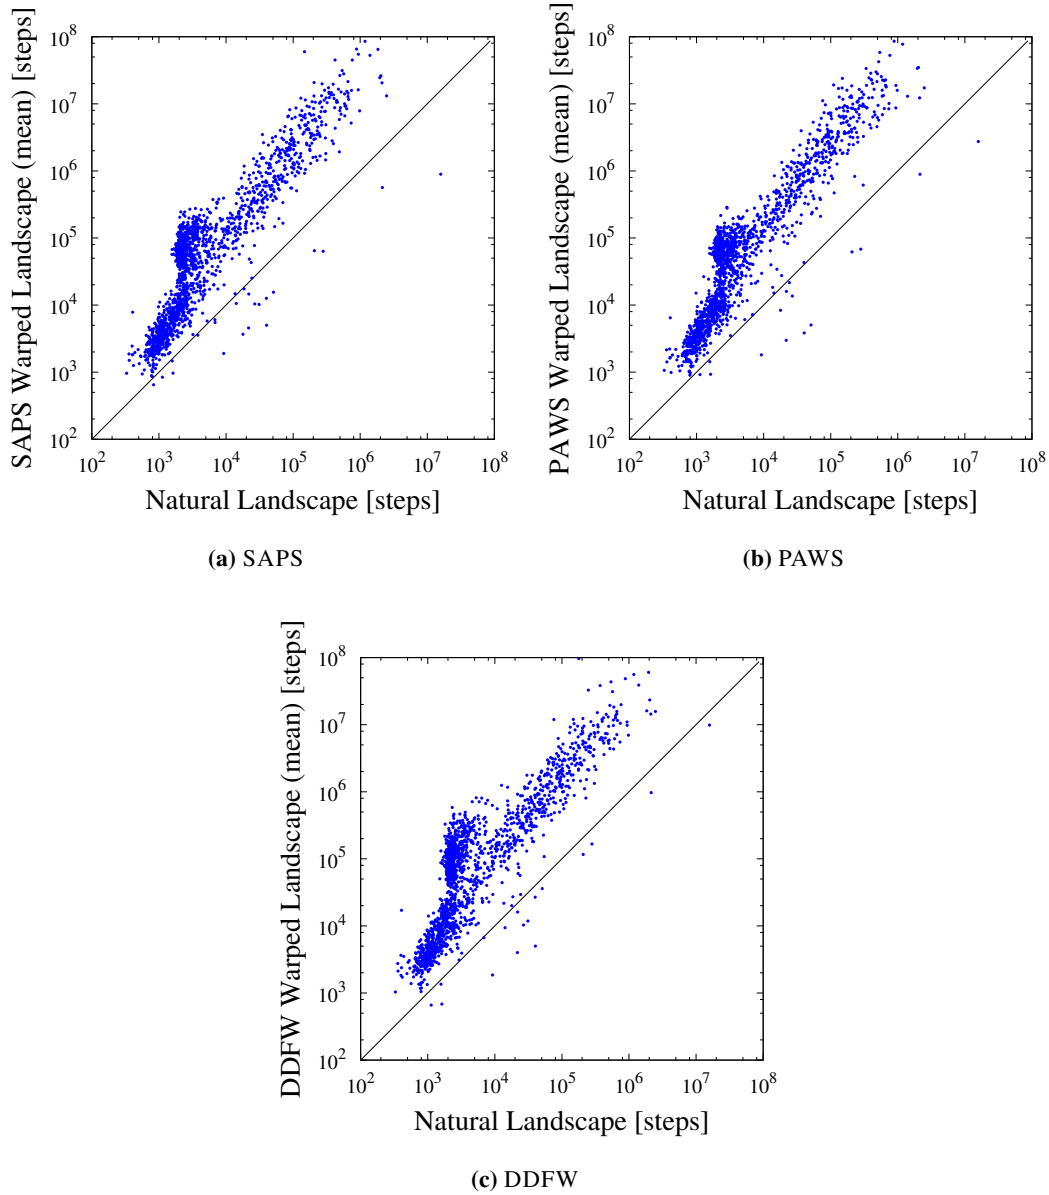 SAPS Warped Landscape (mean) [steps]
10^8
10^7
10^6
10^5
10^4
10^3
10^2
10^2 10^3 10^4 10^5 10^6 10^7 10^8
Natural Landscape [steps]
(a) SAPS
PAWS Warped Landscape (mean) [steps]
10^8
10^7
10^6
10^5
10^4
10^3
10^2
10^2 10^3 10^4 10^5 10^6 10^7 10^8
Natural Landscape [steps]
(b) PAWS
DDFW Warped Landscape (mean) [steps]
10^8
10^7
10^6
10^5
10^4
10^3
10^2
10^2 10^3 10^4 10^5 10^6 10^7 10^8
Natural Landscape [steps]
(c) DDFW